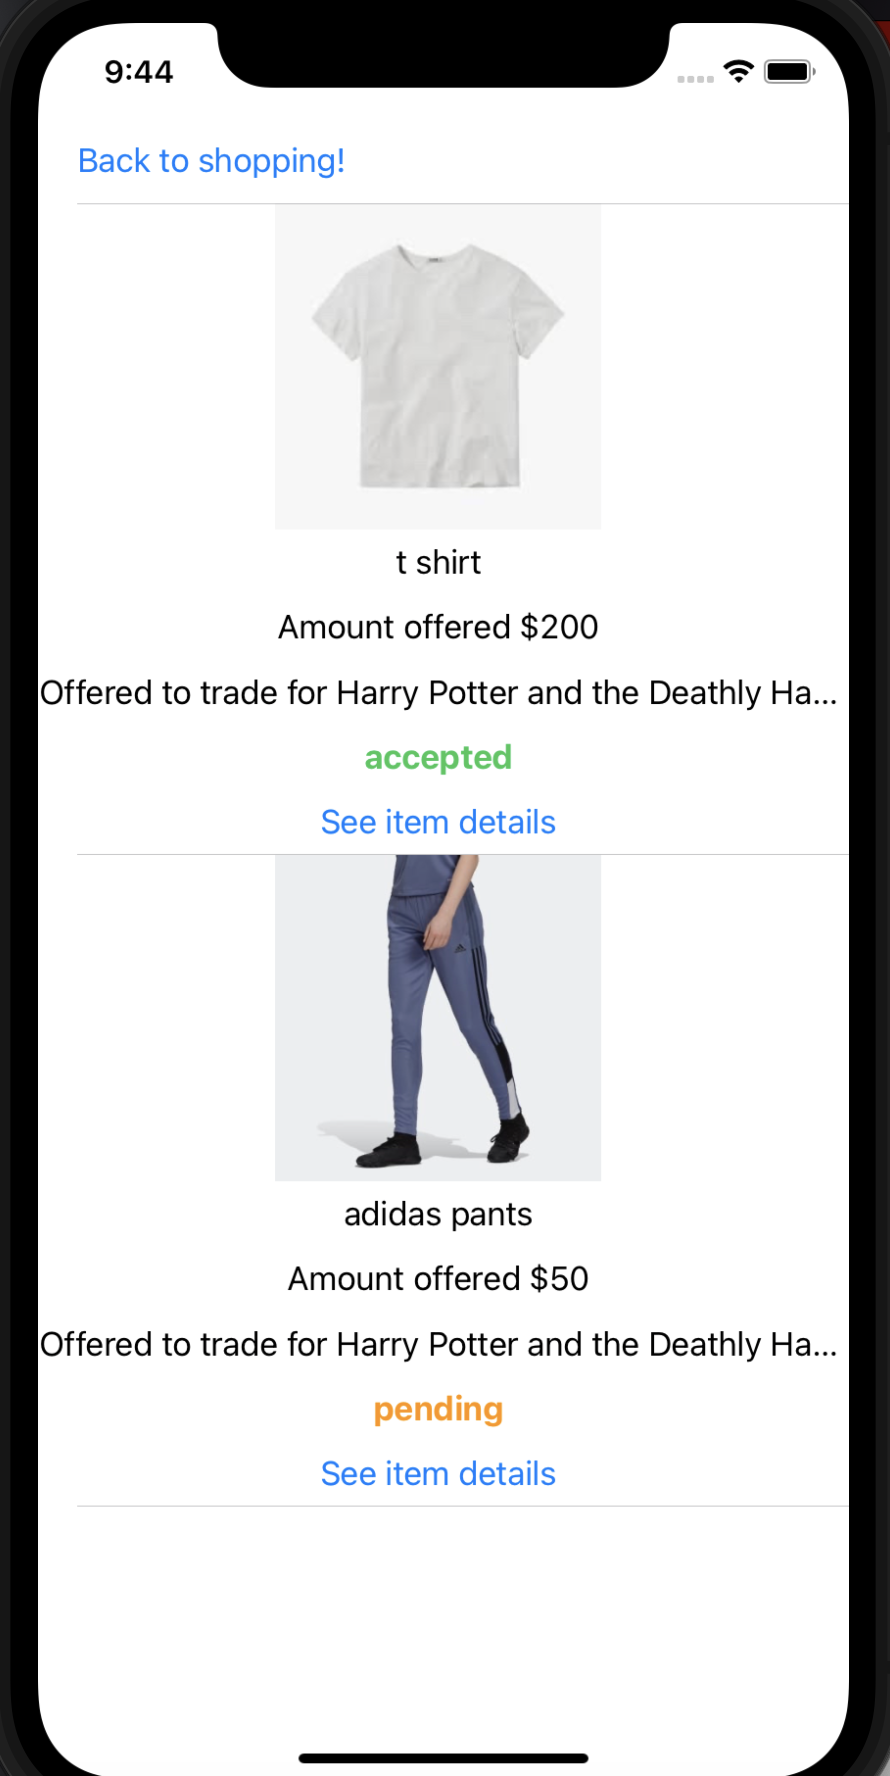 9:44
Back to shopping!
t shirt
Amount offered $200
Offered to trade for Harry Potter and the Deathly Ha...
accepted
See item details
adidas pants
Amount offered $50
Offered to trade for Harry Potter and the Deathly Ha...
pending
See item details